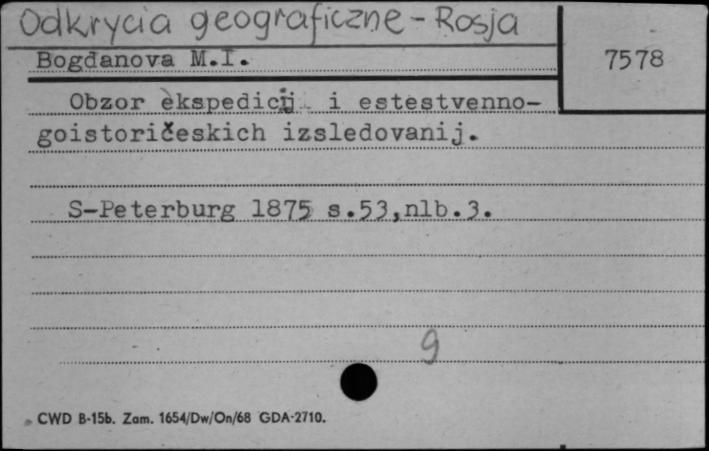 Odkrycia geograficzne - Rosja
Bogdanova M.I.
7578
Obzor ėkspedicij i estestvenno-
goistoričeskich izsledovanij.
S-Peterburg 1875 s.53,nlb.3.
9
CWD B-15b. Zam. 1654/Dw/On/68 GDA-2710.